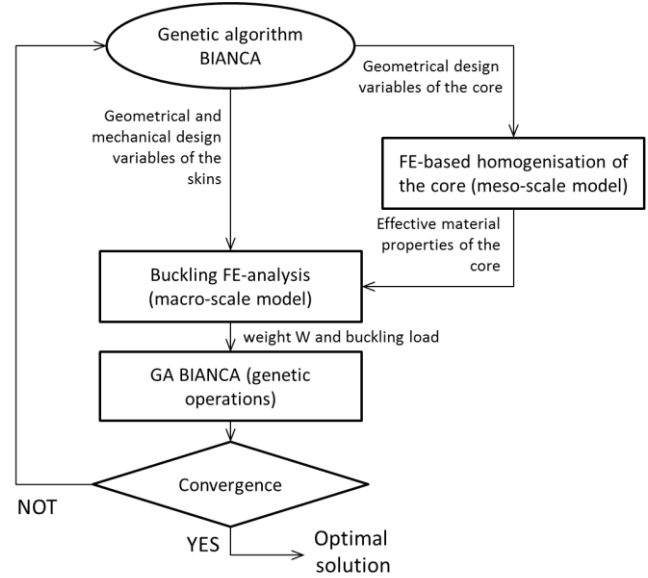 Genetic algorithm
BIANCA
Geometrical design
variables of the core
Geometrical and
mechanical design
variables of the
skins
FE-based homogenisation of
the core (meso-scale model)
Effective material
properties of the
core
Buckling FE-analysis
(macro-scale model)
weight W and buckling load
GA BIANCA (genetic
operations)
Convergence
NOT
YES
Optimal
solution